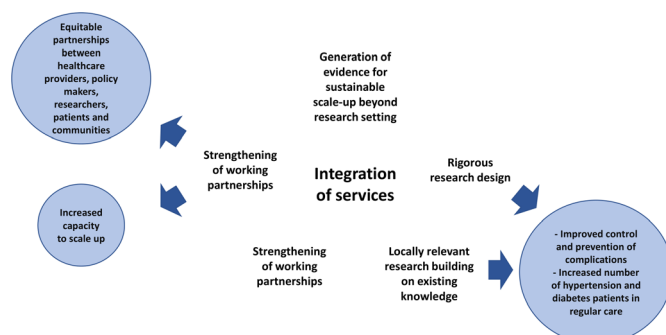 Equitable
partnerships
between
healthcare
providers, policy
makers,
researchers,
patients and
communities
Generation of
evidence for
sustainable
scale-up beyond
research setting
Strengthening
of working
partnerships
Integration
of services
Rigorous
research design
Increased
capacity
to scale up
Strengthening
of working
partnerships
Locally relevant
research building
on existing
knowledge
- Improved control
and prevention of
complications
- Increased number
of hypertension and
diabetes patients in
regular care